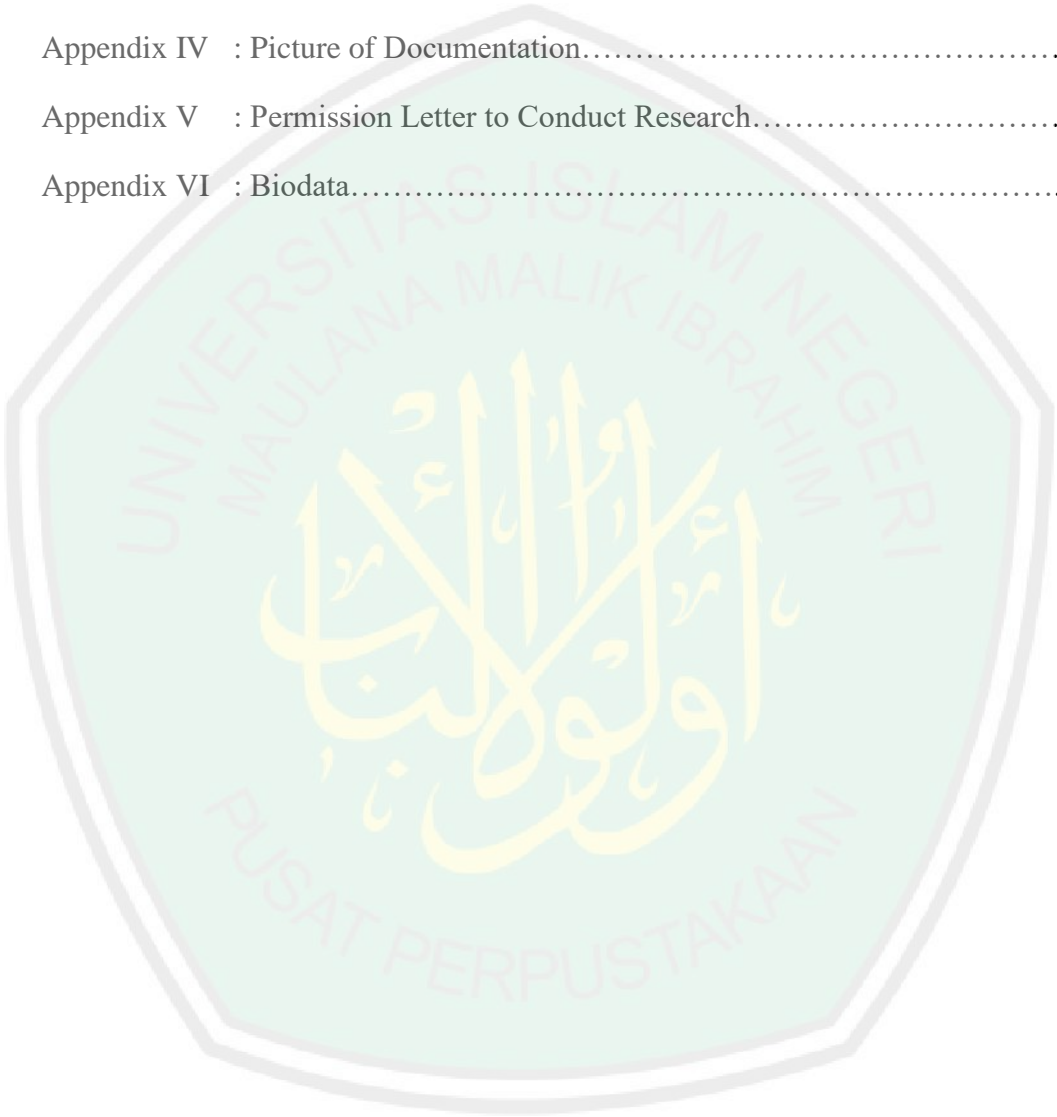 Appendix IV : Picture of Documentation……………………………………….
Appendix V : Permission Letter to Conduct Research………………………….
Appendix VI : Biodata……………………………………………………………….
UNIVERSITAS ISLAM NEGERI
MAULANA MALIK IBRAHIM
أولو الألباب
PUSAT PERPUSTAKAAN